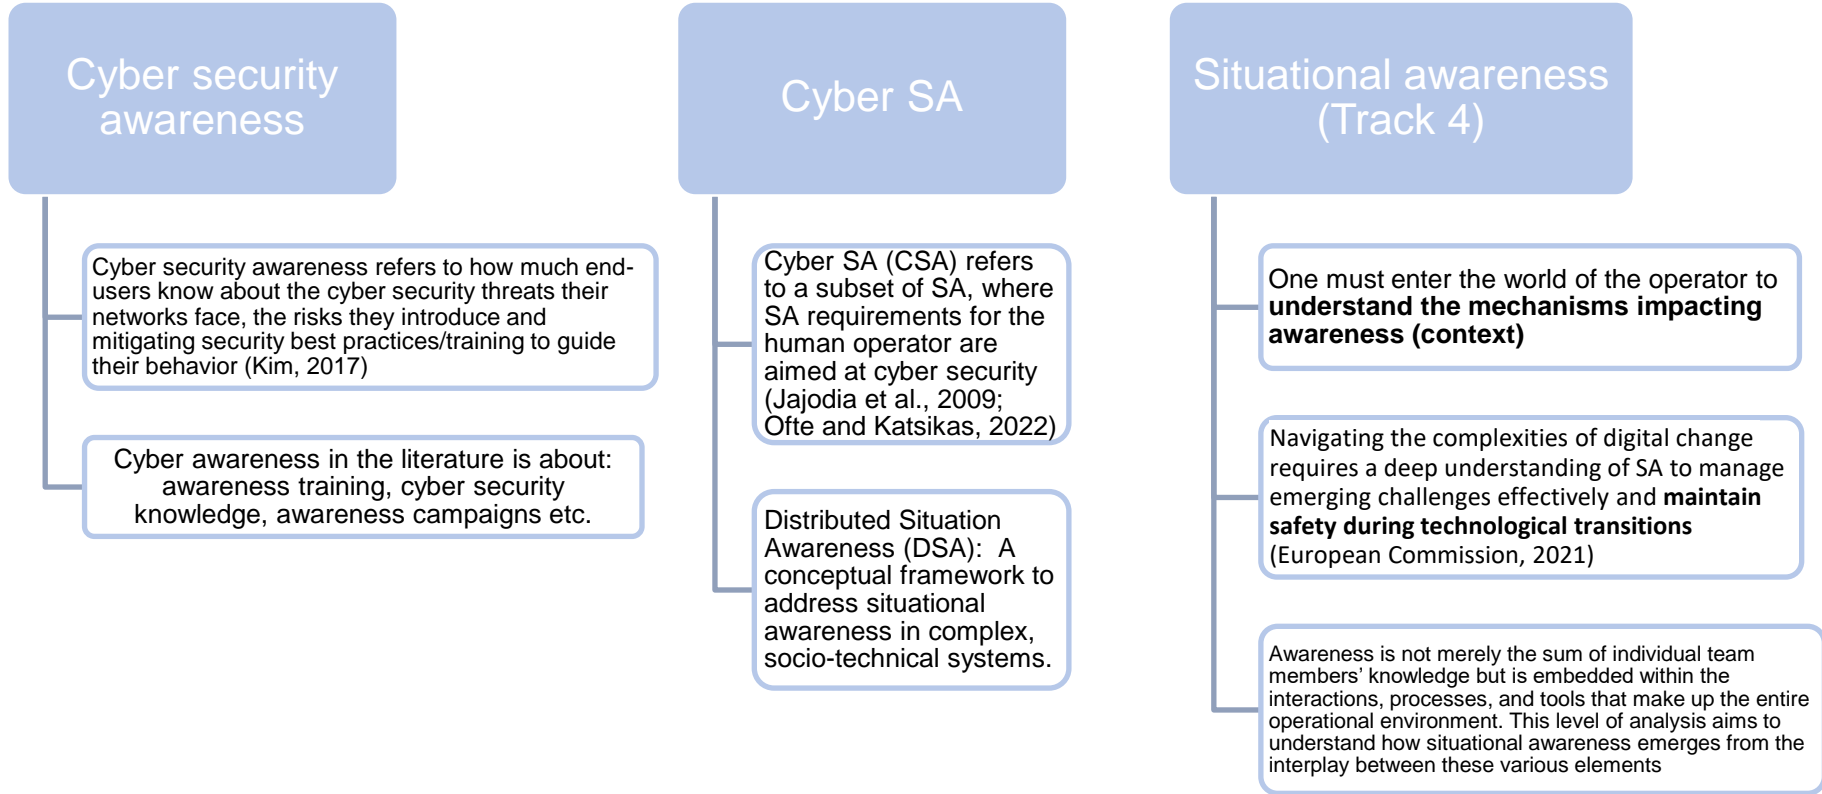 Cyber security
awareness
Cyber security awareness refers to how much end-
users know about the cyber security threats their
networks face, the risks they introduce and
mitigating security best practices/training to guide
their behavior (Kim, 2017)
Cyber awareness in the literature is about:
awareness training, cyber security
knowledge, awareness campaigns etc.
Cyber SA
Cyber SA (CSA) refers
to a subset of SA, where
SA requirements for the
human operator are
aimed at cyber security
(Jajodia et al., 2009;
Ofte and Katsikas, 2022)
Distributed Situation
Awareness (DSA): A
conceptual framework to
address situational
awareness in complex,
socio-technical systems.
Situational awareness
(Track 4)
One must enter the world of the operator to
understand the mechanisms impacting
awareness (context)
Navigating the complexities of digital change
requires a deep understanding of SA to manage
emerging challenges effectively and maintain
safety during technological transitions
(European Commission, 2021)
Awareness is not merely the sum of individual team
members’ knowledge but is embedded within the
interactions, processes, and tools that make up the entire
operational environment. This level of analysis aims to
understand how situational awareness emerges from the
interplay between these various elements